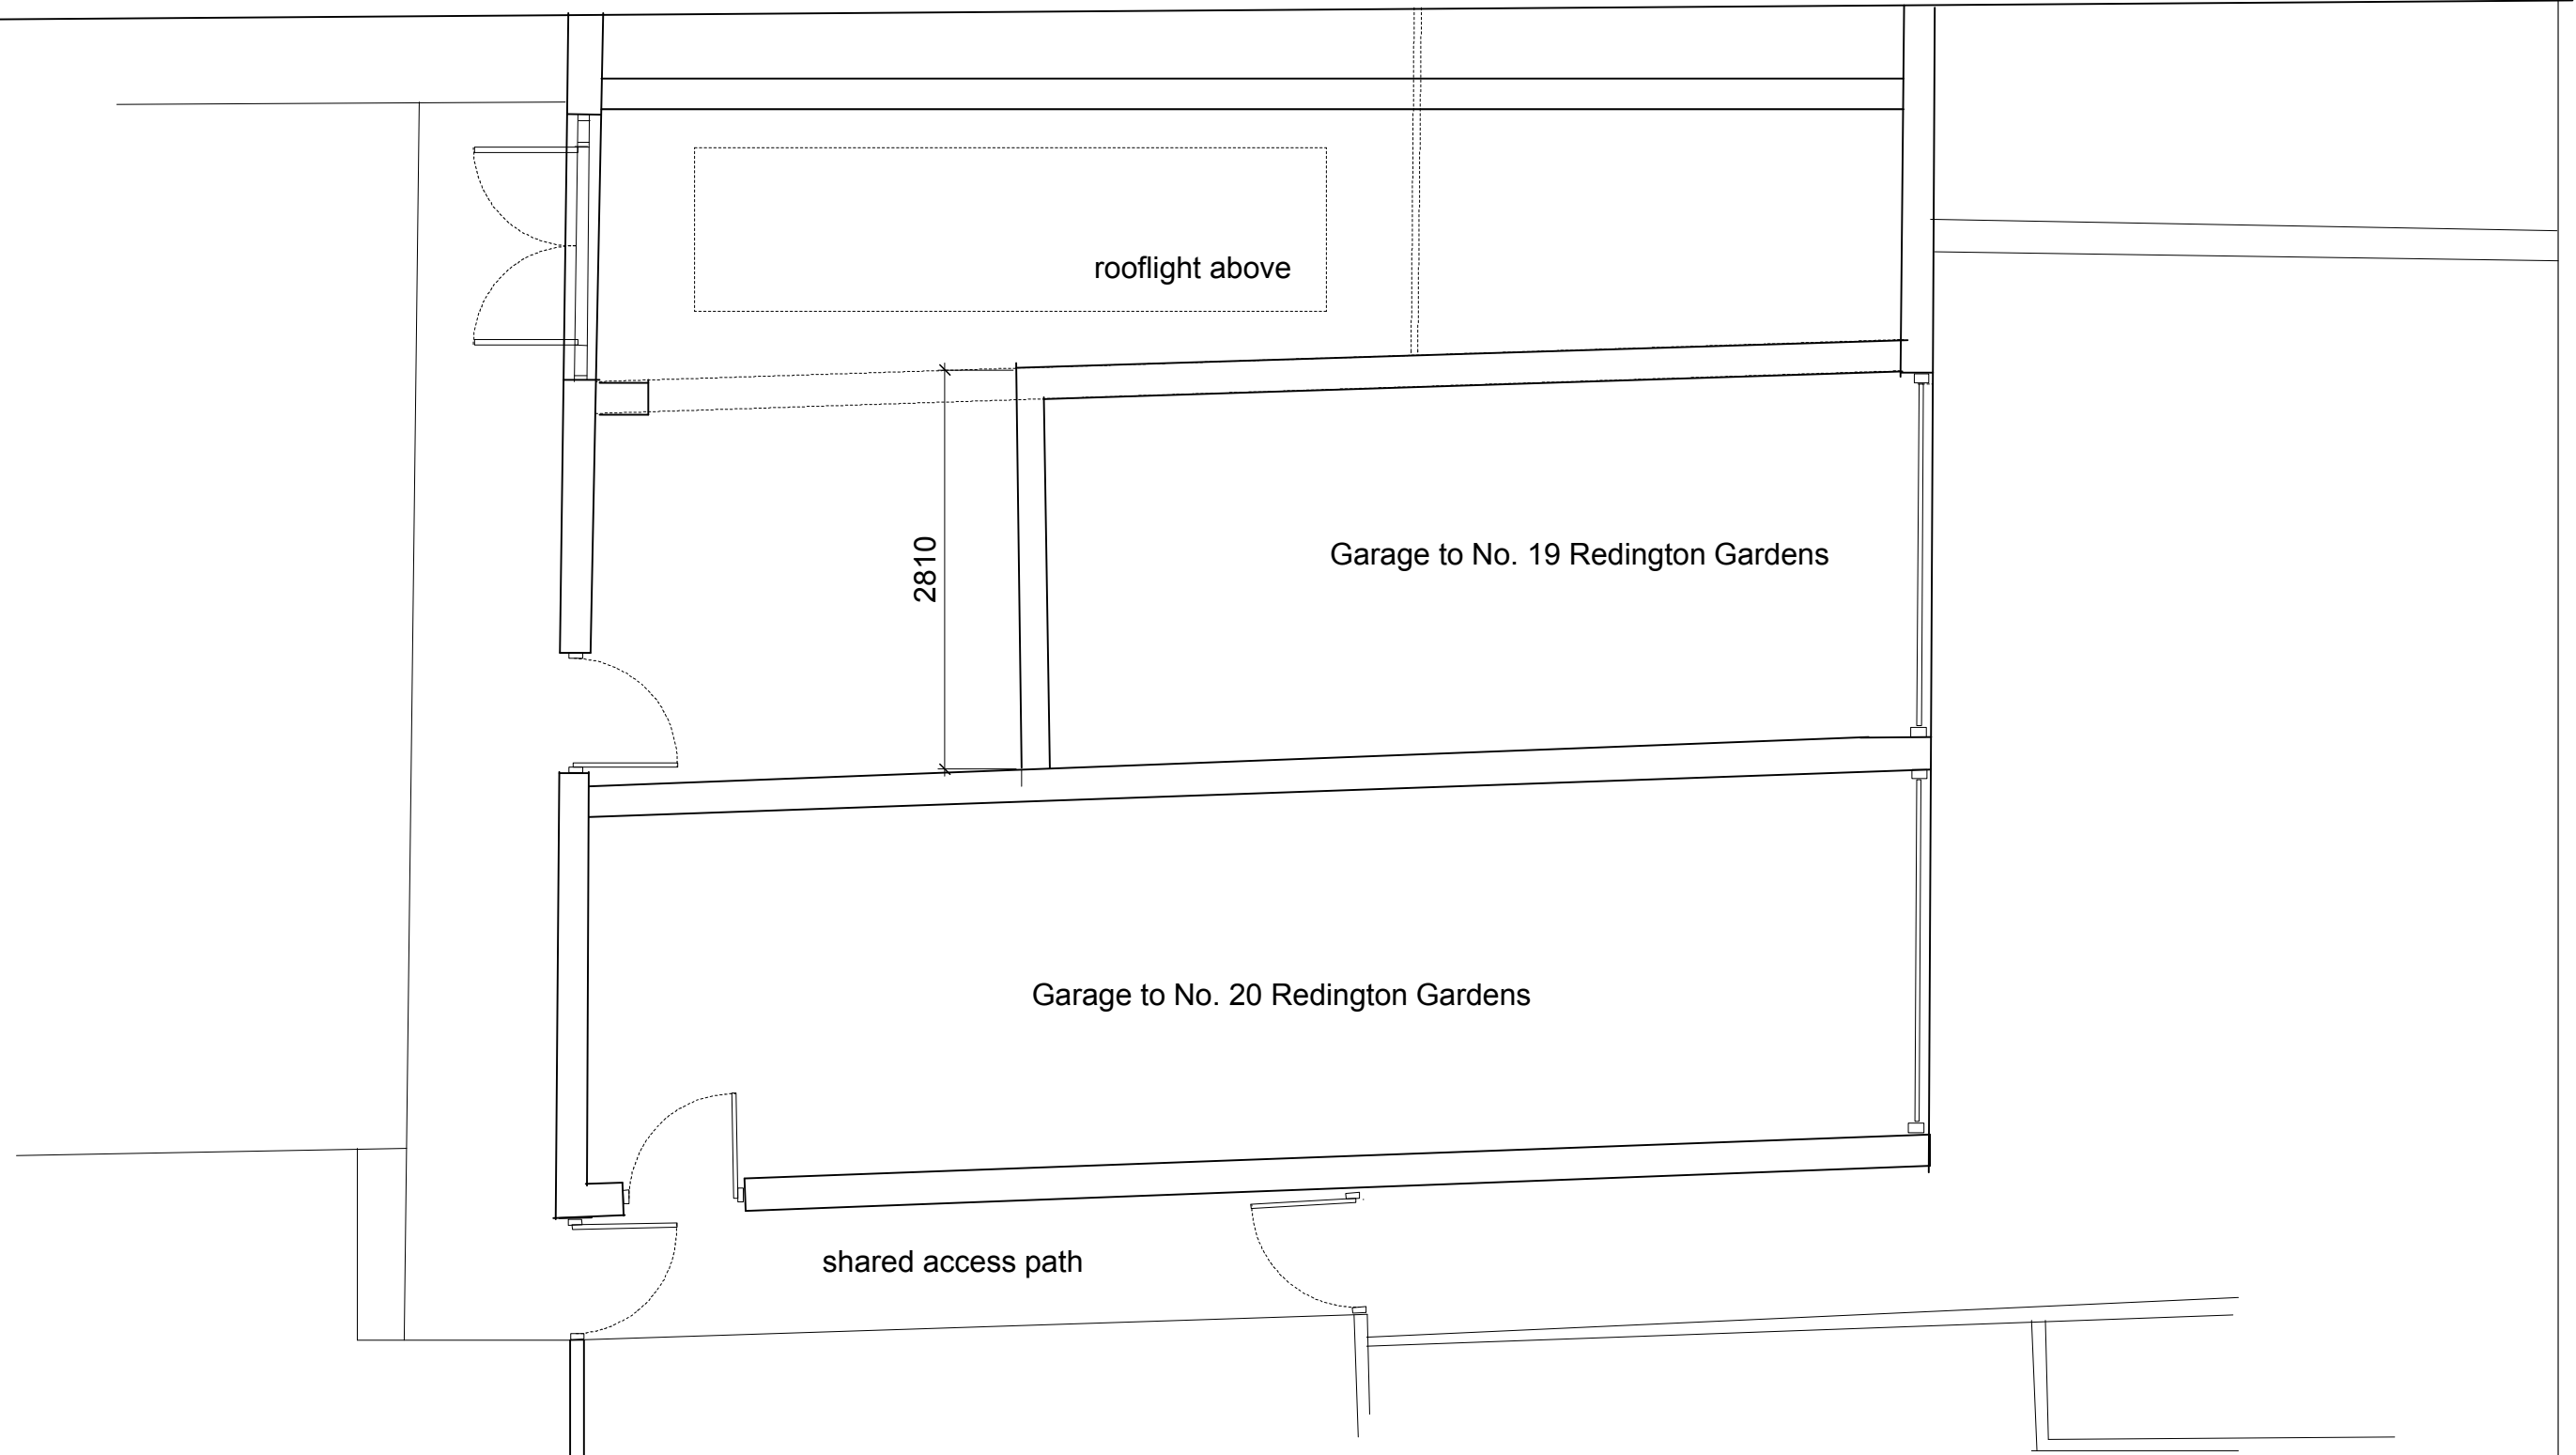 rooflight above
2810
Garage to No. 19 Redington Gardens
Garage to No. 20 Redington Gardens
shared access path